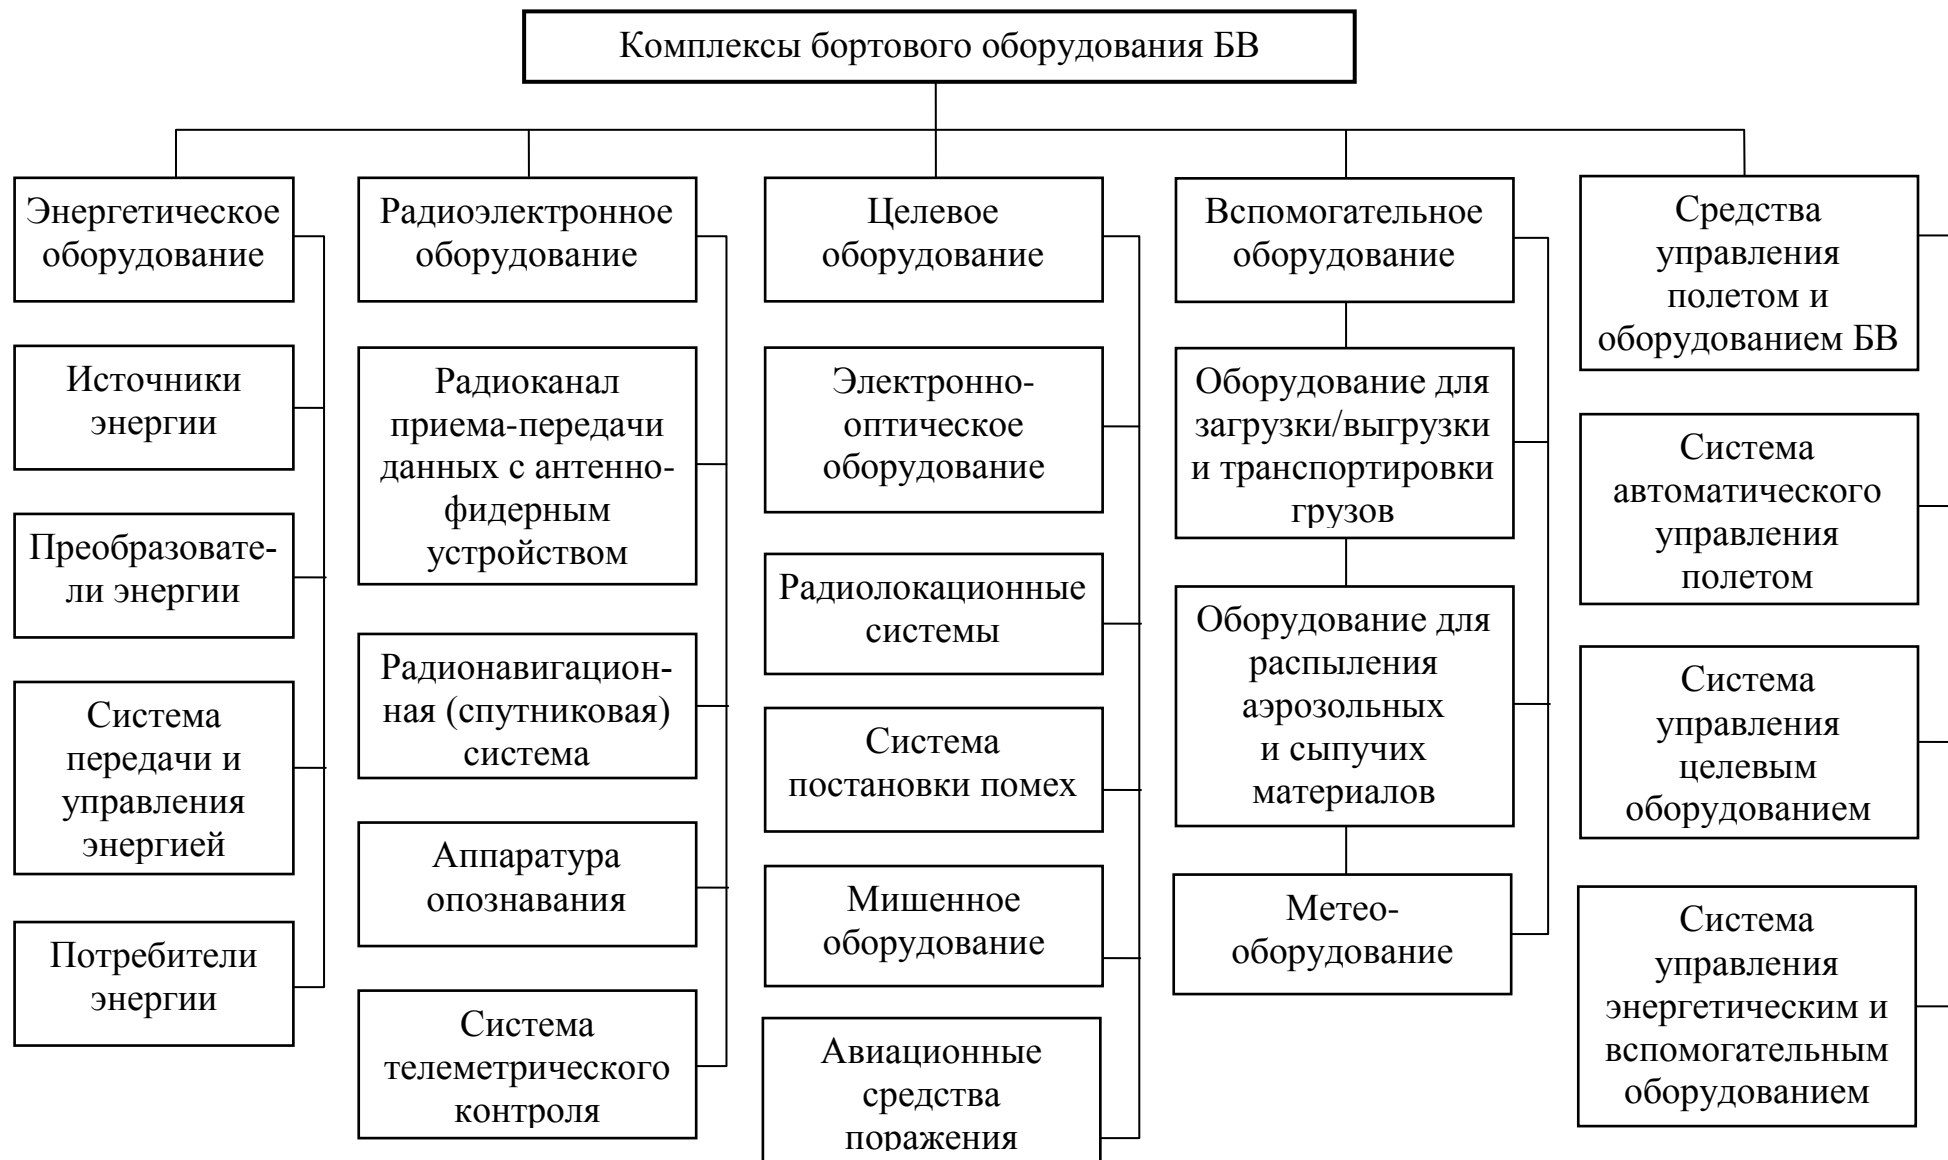 Комплексы бортового оборудования БВ
Энергетическое
оборудование
Источники
энергии
Преобразовате-
ли энергии
Система
передачи и
управления
энергией
Потребители
энергии
Радиоэлектронное
оборудование
Радиоканал
приема-передачи
данных с антенно-
фидерным
устройством
Радионавигацион-
ная (спутниковая)
система
Аппаратура
опознавания
Система
телеметрического
контроля
Целевое
оборудование
Электронно-
оптическое
оборудование
Радиолокационные
системы
Система
постановки помех
Мишенное
оборудование
Авиационные
средства
поражения
Вспомогательное
оборудование
Оборудование для
загрузки/выгрузки
и транспортировки
грузов
Оборудование для
распыления
аэрозольных
и сыпучих
материалов
Метео-
оборудование
Средства
управления
полетом и
оборудованием БВ
Система
автоматического
управления
полетом
Система
управления
целевым
оборудованием
Система
управления
энергетическим и
вспомогательным
оборудованием